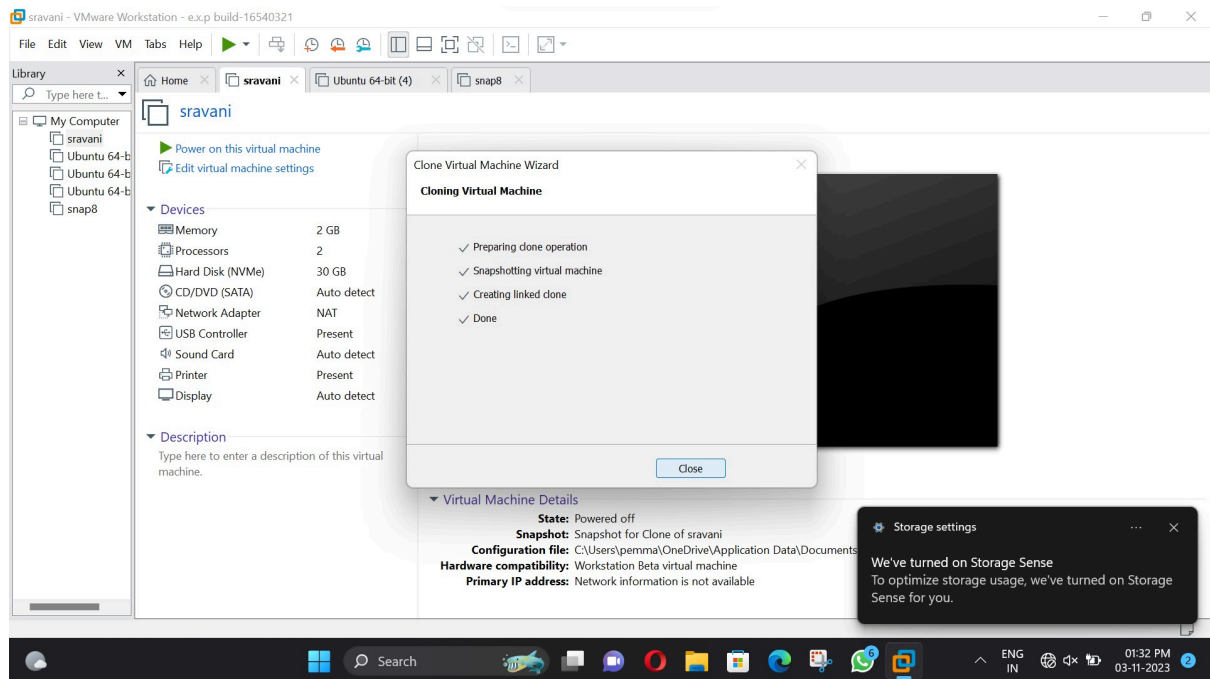 sravani - VMware Workstation - e.x.p build-16540321
File Edit View VM Tabs Help
Library
Type here t...
My Computer
sravani
Ubuntu 64-b
Ubuntu 64-b
Ubuntu 64-b
snap8
Home sravani Ubuntu 64-bit (4) snap8
sravani
Power on this virtual machine
Edit virtual machine settings
Devices
Memory 2 GB
Processors 2
Hard Disk (NVMe) 30 GB
CD/DVD (SATA) Auto detect
Network Adapter NAT
USB Controller Present
Sound Card Auto detect
Printer Present
Display Auto detect
Description
Type here to enter a description of this virtual
machine.
Clone Virtual Machine Wizard
Cloning Virtual Machine
Preparing clone operation
Snapshotting virtual machine
Creating linked clone
Done
Close
Virtual Machine Details
State: Powered off
Snapshot: Snapshot for Clone of sravani
Configuration file: C:\Users\pemma\OneDrive\Application Data\Documents
Hardware compatibility: Workstation Beta virtual machine
Primary IP address: Network information is not available
Storage settings
We've turned on Storage Sense
To optimize storage usage, we've turned on Storage
Sense for you.
Search
6
ENG
IN
01:32 PM
03-11-2023
2